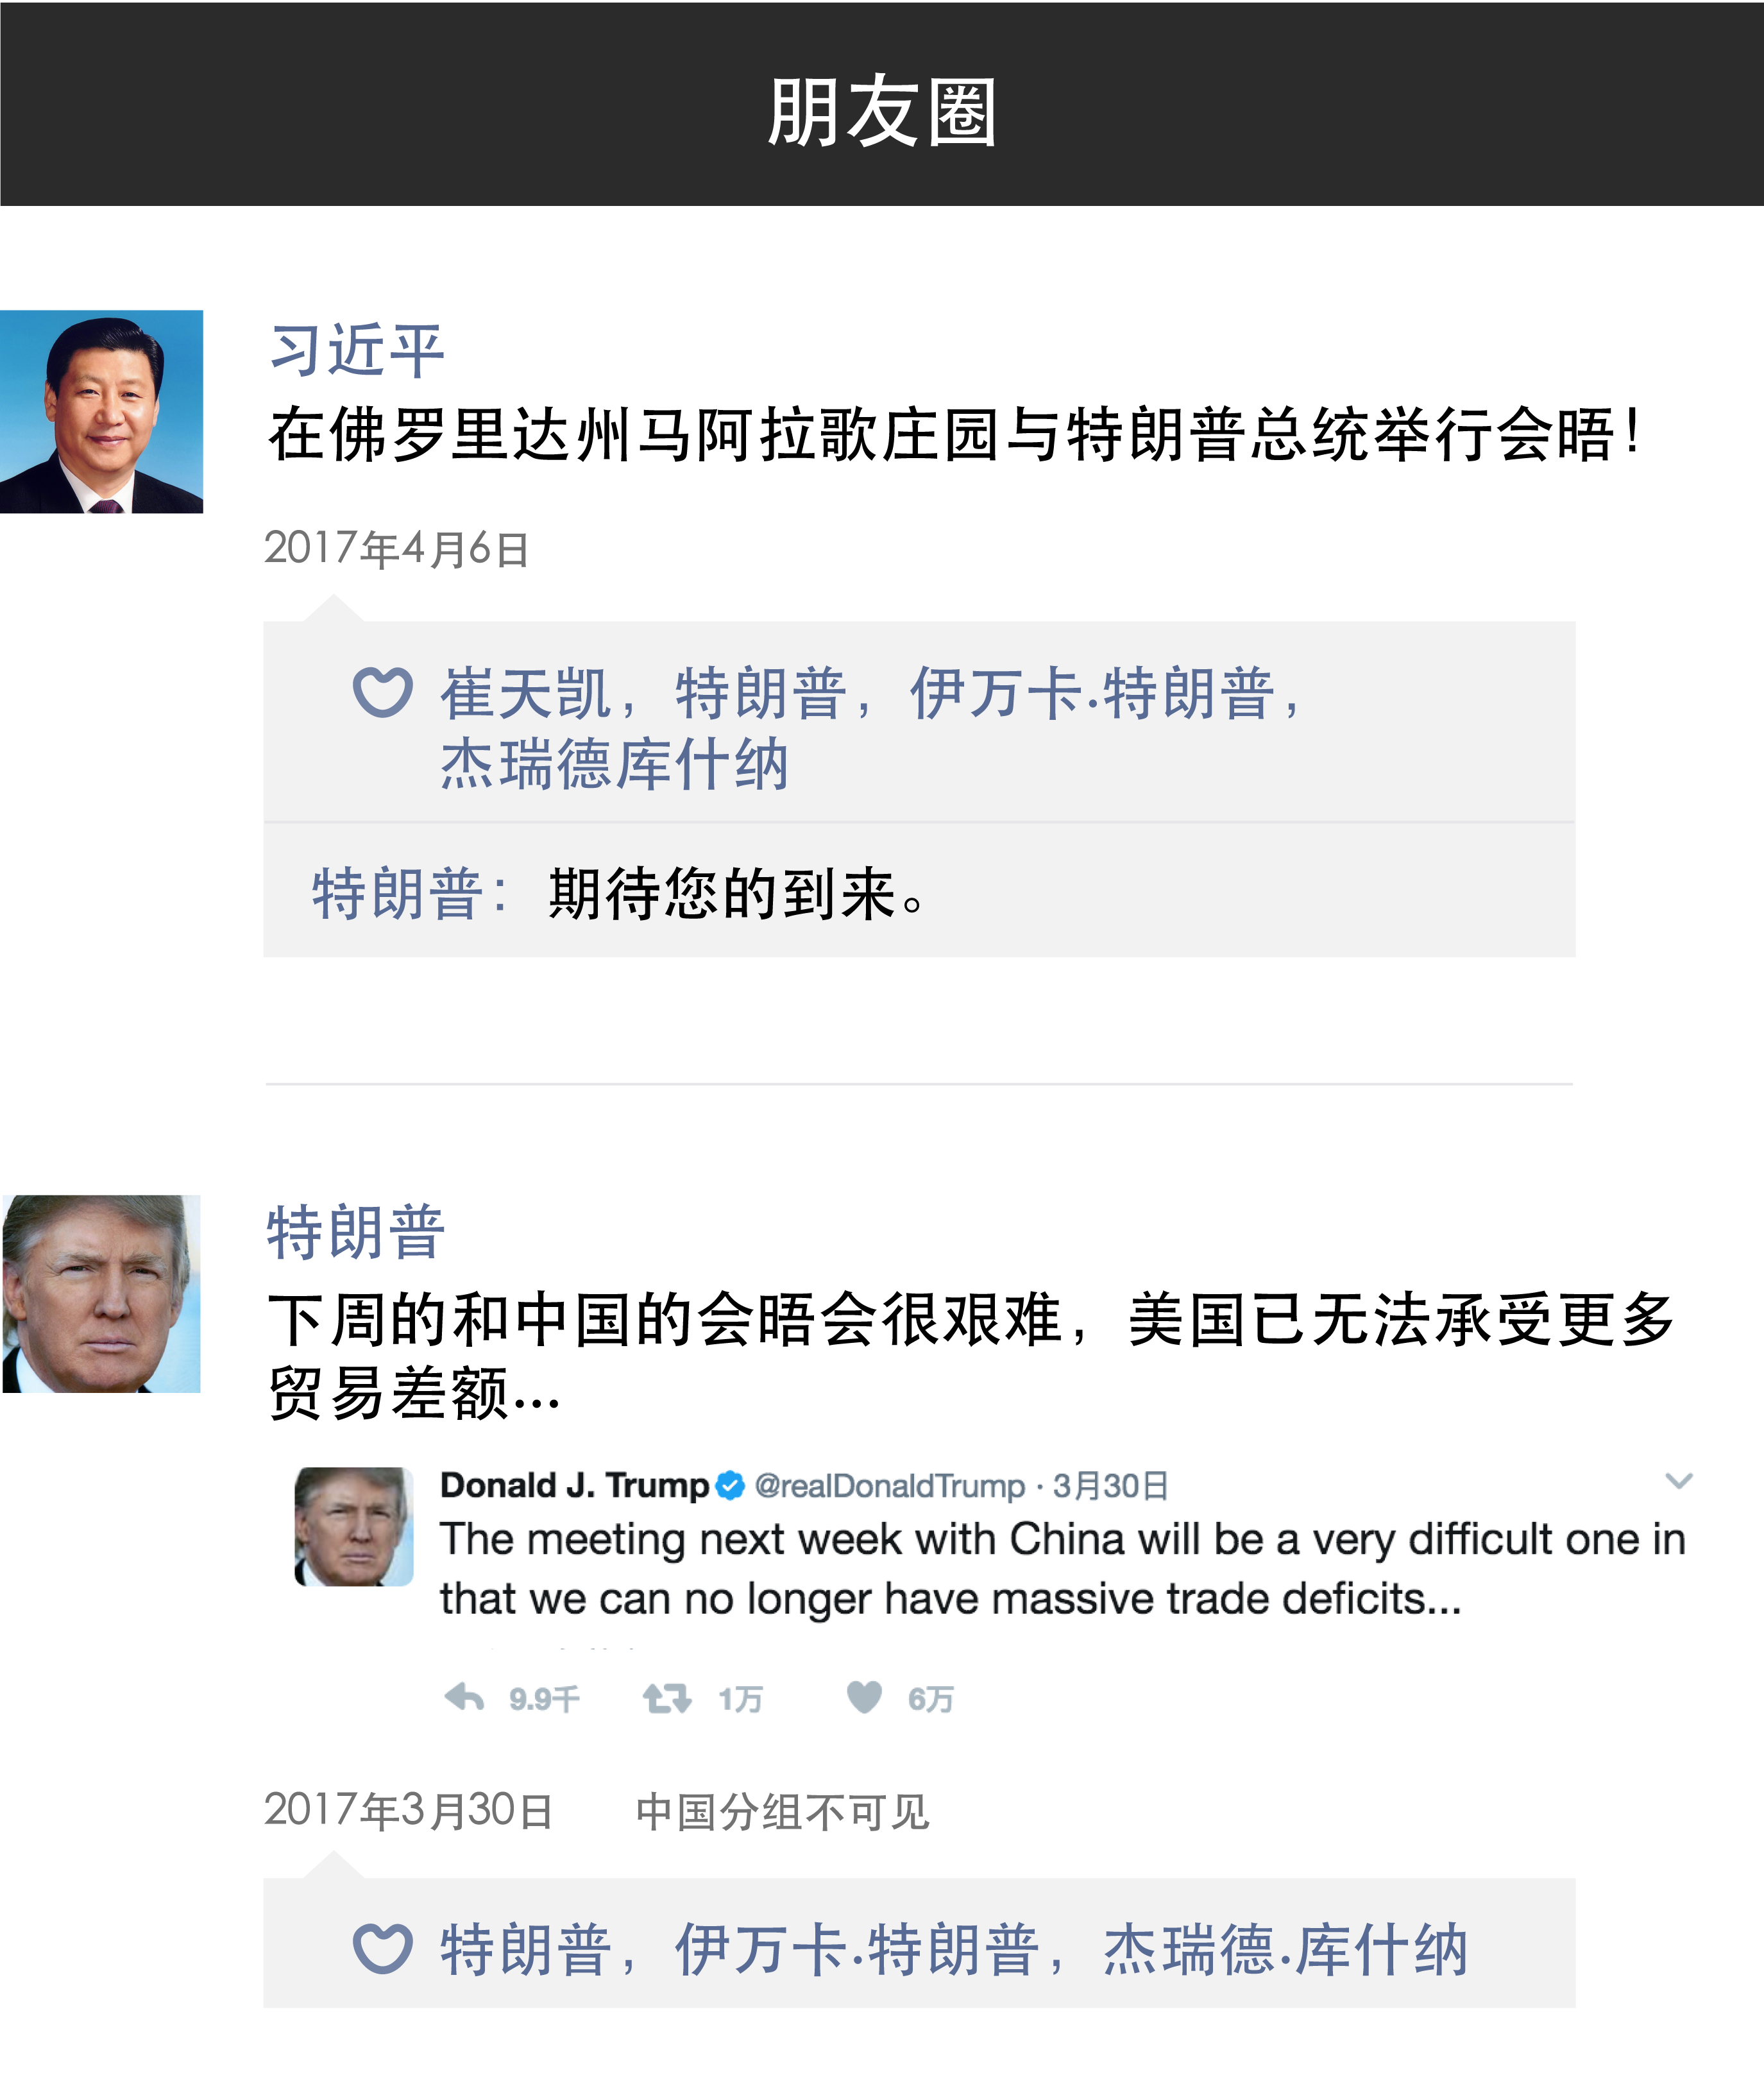 朋友圈
习近平
在佛罗里达州马阿拉歌庄园与特朗普总统举行会晤！
2017年4月6日
崔天凯，特朗普，伊万卡.特朗普，
杰瑞德库什纳
特朗普：期待您的到来。
特朗普
下周的和中国的会晤会很艰难，美国已无法承受更多
贸易差额...
Donald J. Trump @realDonaldTrump · 3月30日
The meeting next week with China will be a very difficult one in
that we can no longer have massive trade deficits...
9.9千 1万 6万
2017年3月30日 中国分组不可见
特朗普，伊万卡.特朗普，杰瑞德.库什纳